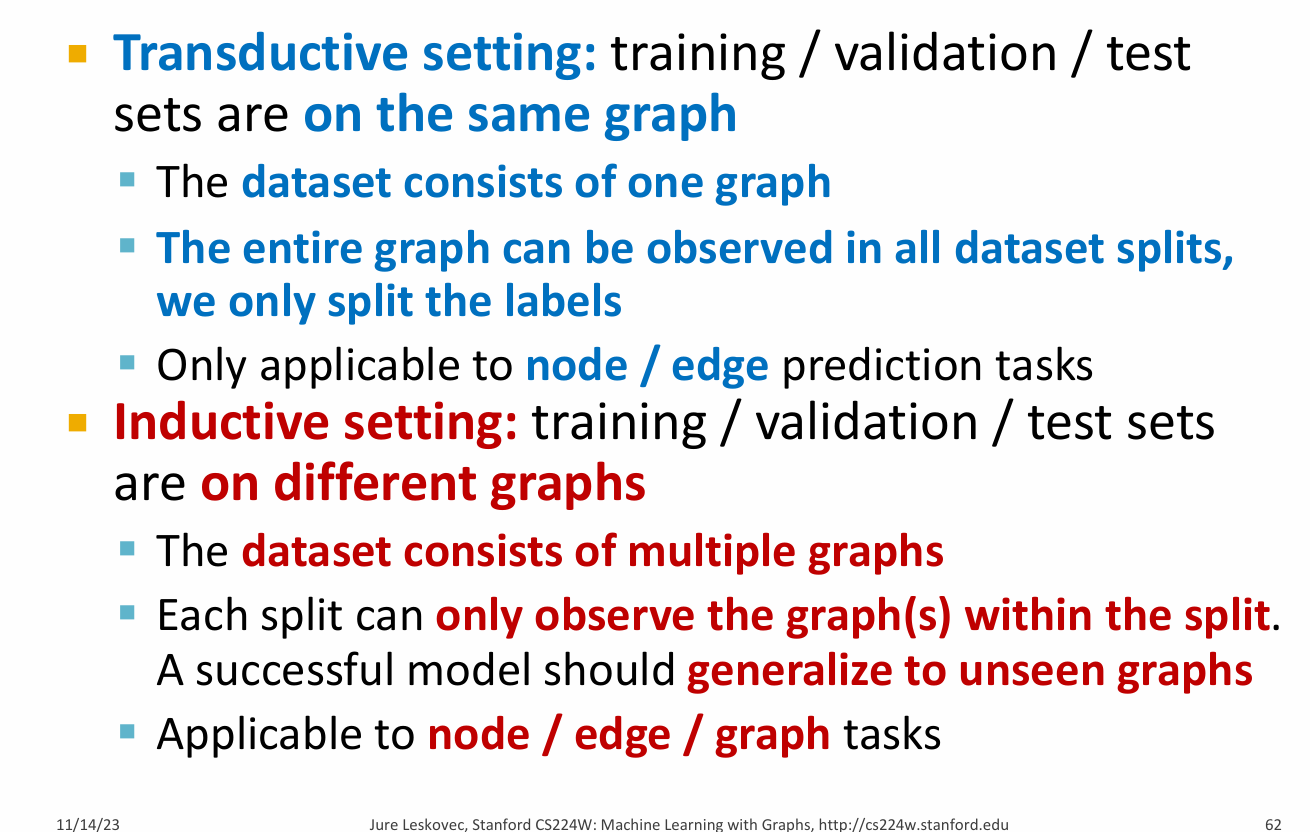 Transductive setting: training / validation / test
sets are on the same graph
The dataset consists of one graph
The entire graph can be observed in all dataset splits,
we only split the labels
Only applicable to node / edge prediction tasks
Inductive setting: training / validation / test sets
are on different graphs
The dataset consists of multiple graphs
Each split can only observe the graph(s) within the split.
A successful model should generalize to unseen graphs
Applicable to node / edge / graph tasks
11/14/23 Jure Leskovec, Stanford CS224W: Machine Learning with Graphs, http://cs224w.stanford.edu 62